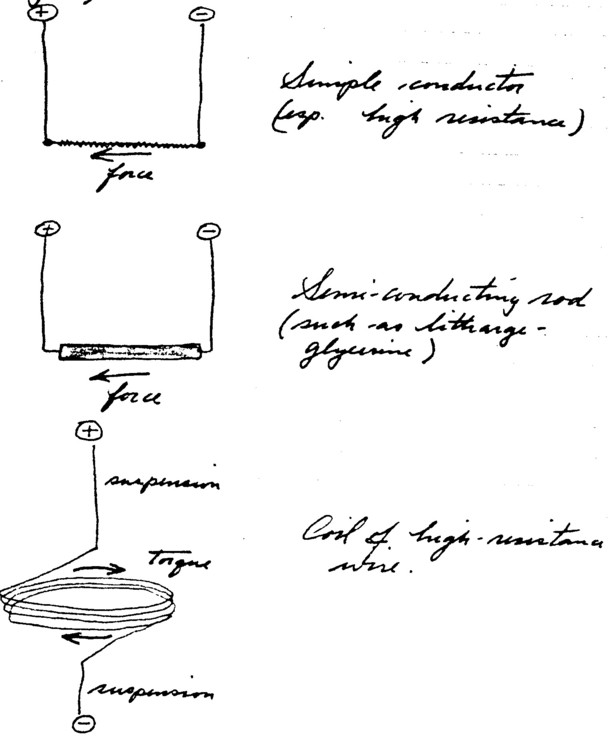 + -
Simple conductor
(esp. high resistance)
force
+ -
Semi-conducting rod
(such as litharge-
glycerine)
force
+
suspension
Torque
Coil of high-resistance
wire.
suspension
-